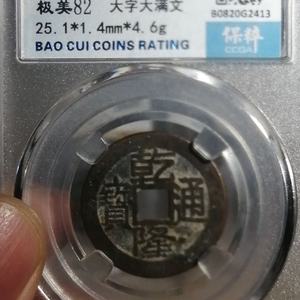 极美82 大字大满文
25.1*1.4mm*4.6g
BAO CUI COINS RATING
B0820G2413
保粹
CCGA
乾隆通寳